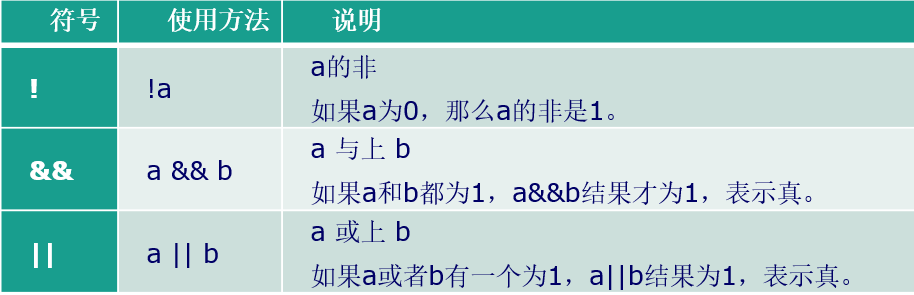 符号 使用方法 说明
! !a a的非
如果a为0，那么a的非是1。
&& a && b a 与上 b
如果a和b都为1，a&&b结果才为1，表示真。
|| a || b a 或上 b
如果a或者b有一个为1，a||b结果为1，表示真。